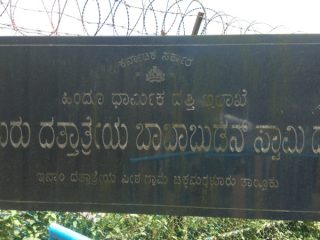 ಕರ್ನಾಟಕ ಸರ್ಕಾರ
ಹಿಂದೂ ಧಾರ್ಮಿಕ ದತ್ತಿ ಇಲಾಖೆ
ದತ್ತಾತ್ರೇಯ ಬಾಬಾಬುಡನ್ ಸ್ವಾಮಿ
ಇನಾಂ ದತ್ತಾತ್ರೇಯ ಪೀಠ ಗ್ರಾಮ ಚಿಕ್ಕಮಗಳೂರು ತಾಲ್ಲೂಕು